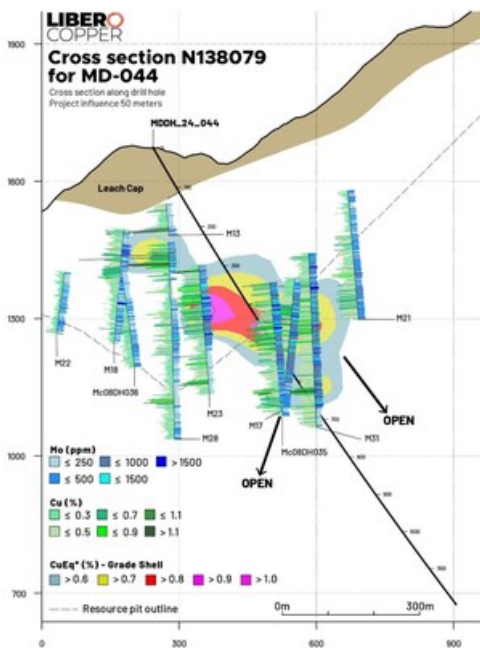 LIBERO
COPPER
Cross section N138079
for MD-044
Cross section along drill hole
Project influence 50 meters
1900
MDDH_24_044
1600
Leach Cap
M13
1300
M21
M22
M18
Mc08DH036
M23
M28
M17
Mc08DH035
M31
OPEN
OPEN
1000
Mo (ppm)
≤ 250 ≤ 1000 > 1500
≤ 500 ≤ 1500
Cu (%)
≤ 0.3 ≤ 0.7 ≤ 1.1
≤ 0.5 ≤ 0.9 > 1.1
CuEq* (%) - Grade Shell
> 0.6 > 0.7 > 0.8 > 0.9 > 1.0
700
Resource pit outline
0m 300m
0 300 600 900